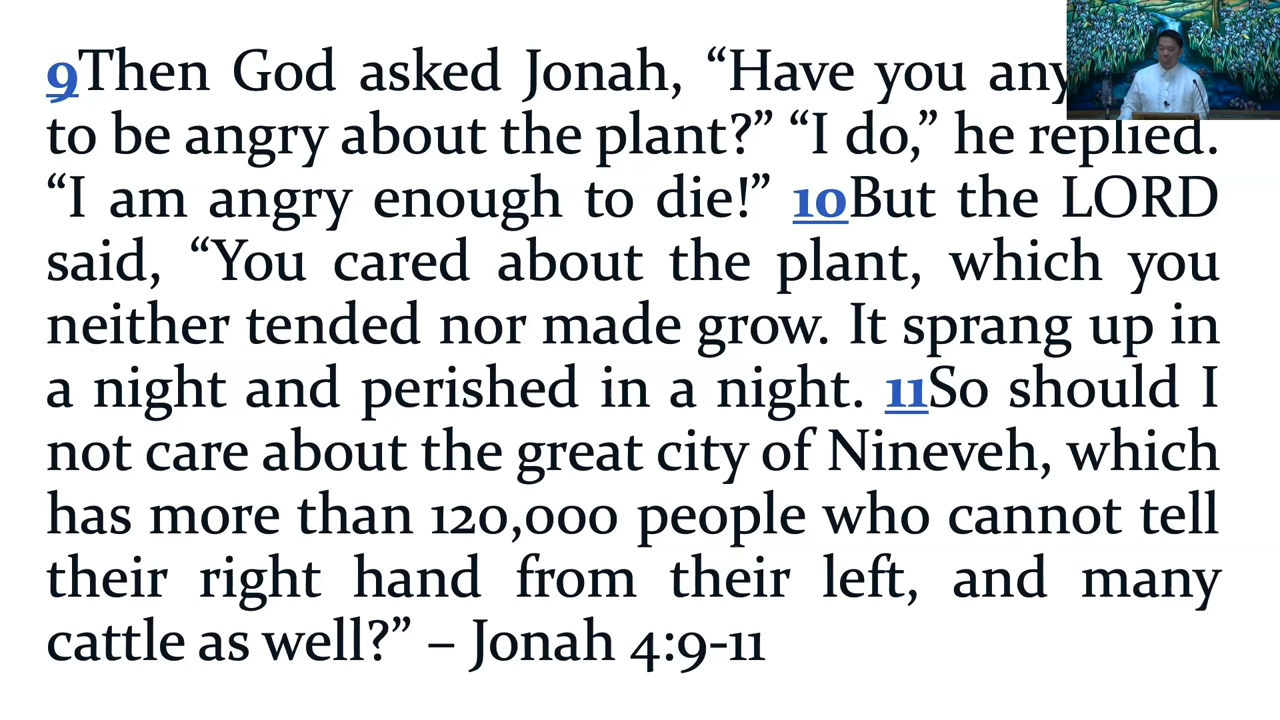 9Then God asked Jonah, “Have you any
to be angry about the plant?” “I do,” he replied.
“I am angry enough to die!” 10But the LORD
said, “You cared about the plant, which you
neither tended nor made grow. It sprang up in
a night and perished in a night. 11So should I
not care about the great city of Nineveh, which
has more than 120,000 people who cannot tell
their right hand from their left, and many
cattle as well?” – Jonah 4:9-11